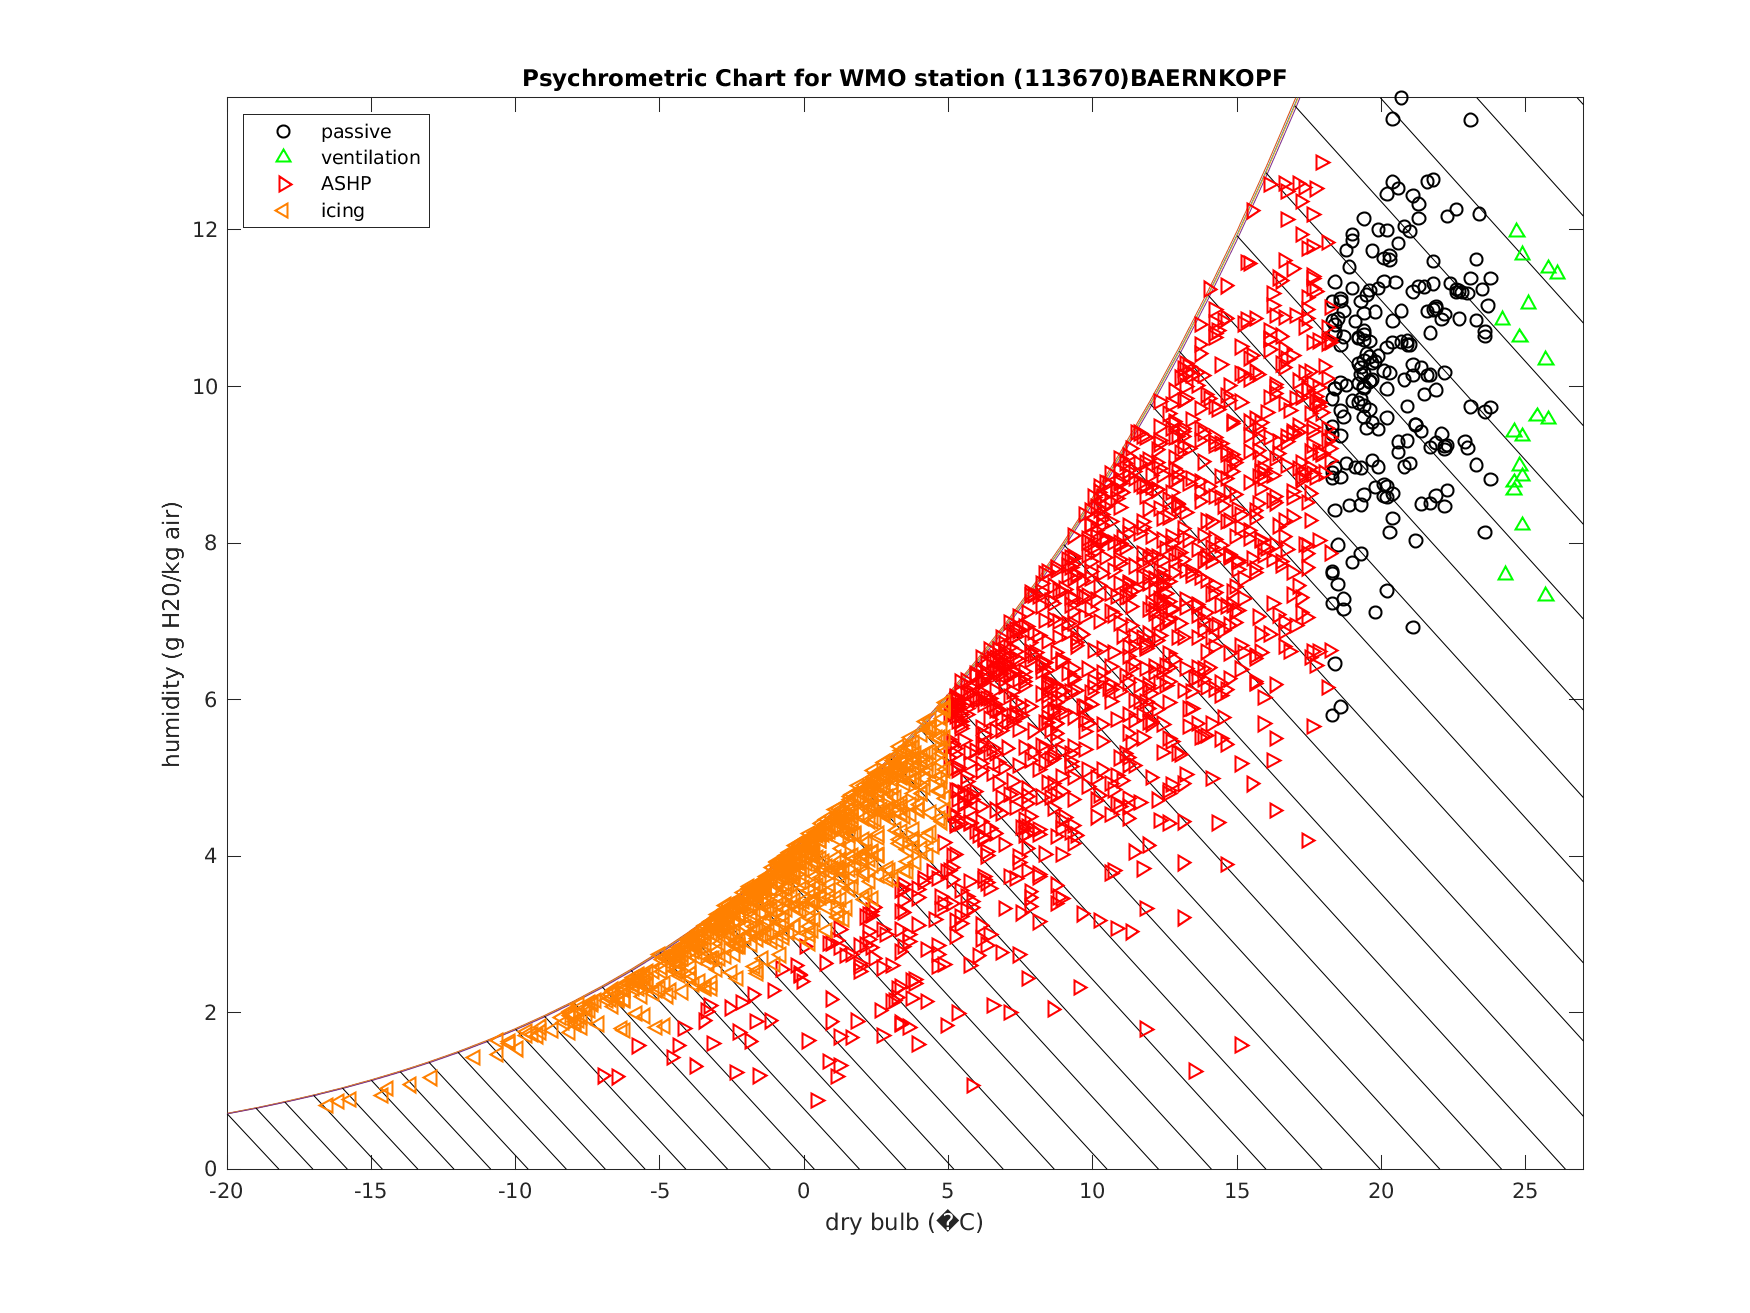 Psychrometric Chart for WMO station (113670)BAERNKOPF
passive
ventilation
ASHP
icing
humidity (g H20/kg air)
12
10
8
6
4
2
0
-20 -15 -10 -5 0 5 10 15 20 25
dry bulb (�C)